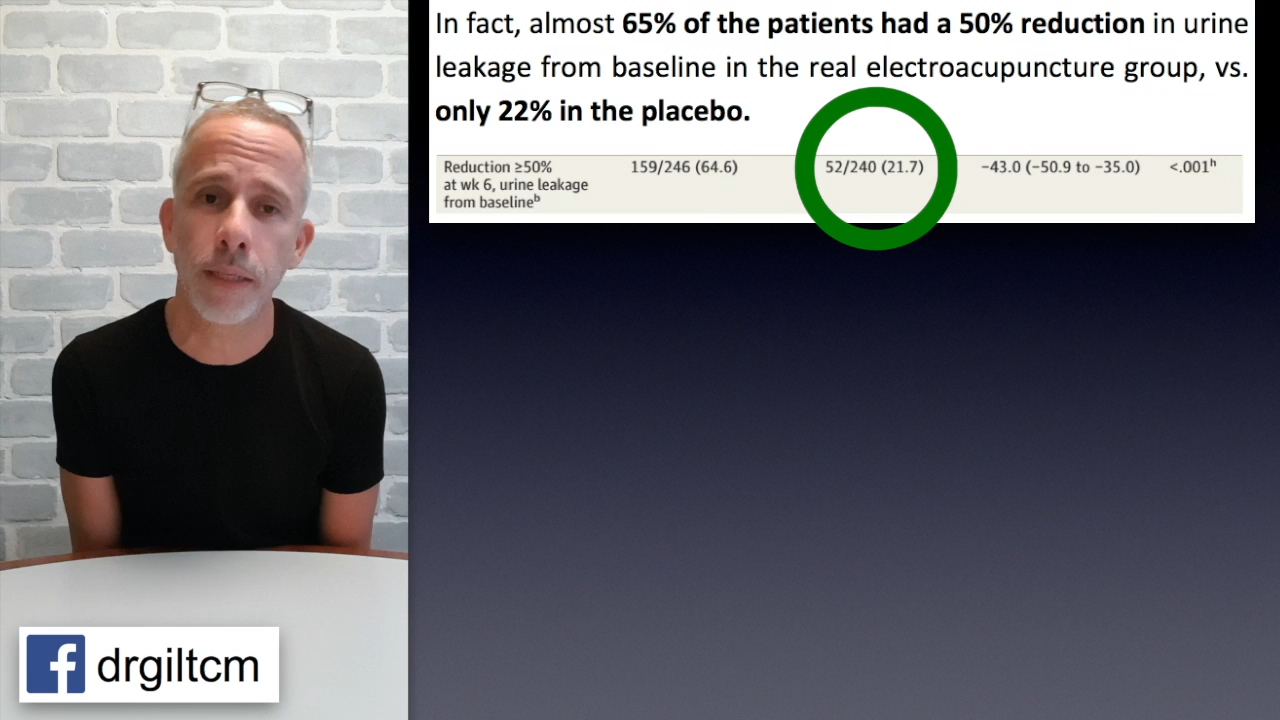 In fact, almost 65% of the patients had a 50% reduction in urine
leakage from baseline in the real electroacupuncture group, vs.
only 22% in the placebo.
Reduction ≥50% 159/246 (64.6) 52/240 (21.7) −43.0 (−50.9 to −35.0) <.001ʰ
at wk 6, urine leakage
from baselineᵇ
f drgiltcm